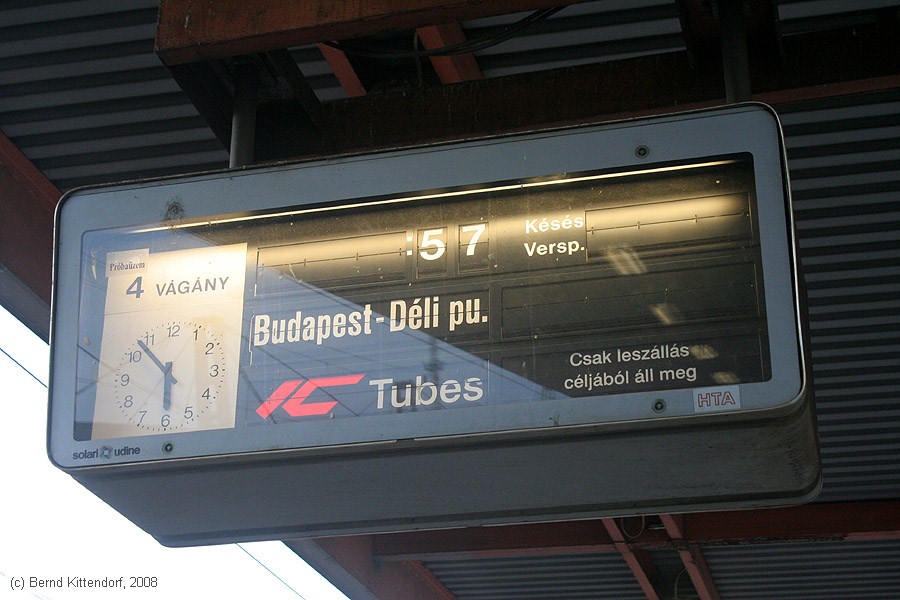 :57
Késés
Versp.
Próbaüzem
4 VÁGÁNY
12
1
2
3
4
5
6
7
8
9
10
11
Budapest-Déli pu.
IC Tubes
Csak leszállás
céljából áll meg
HTA
solari udine
(c) Bernd Kittendorf, 2008